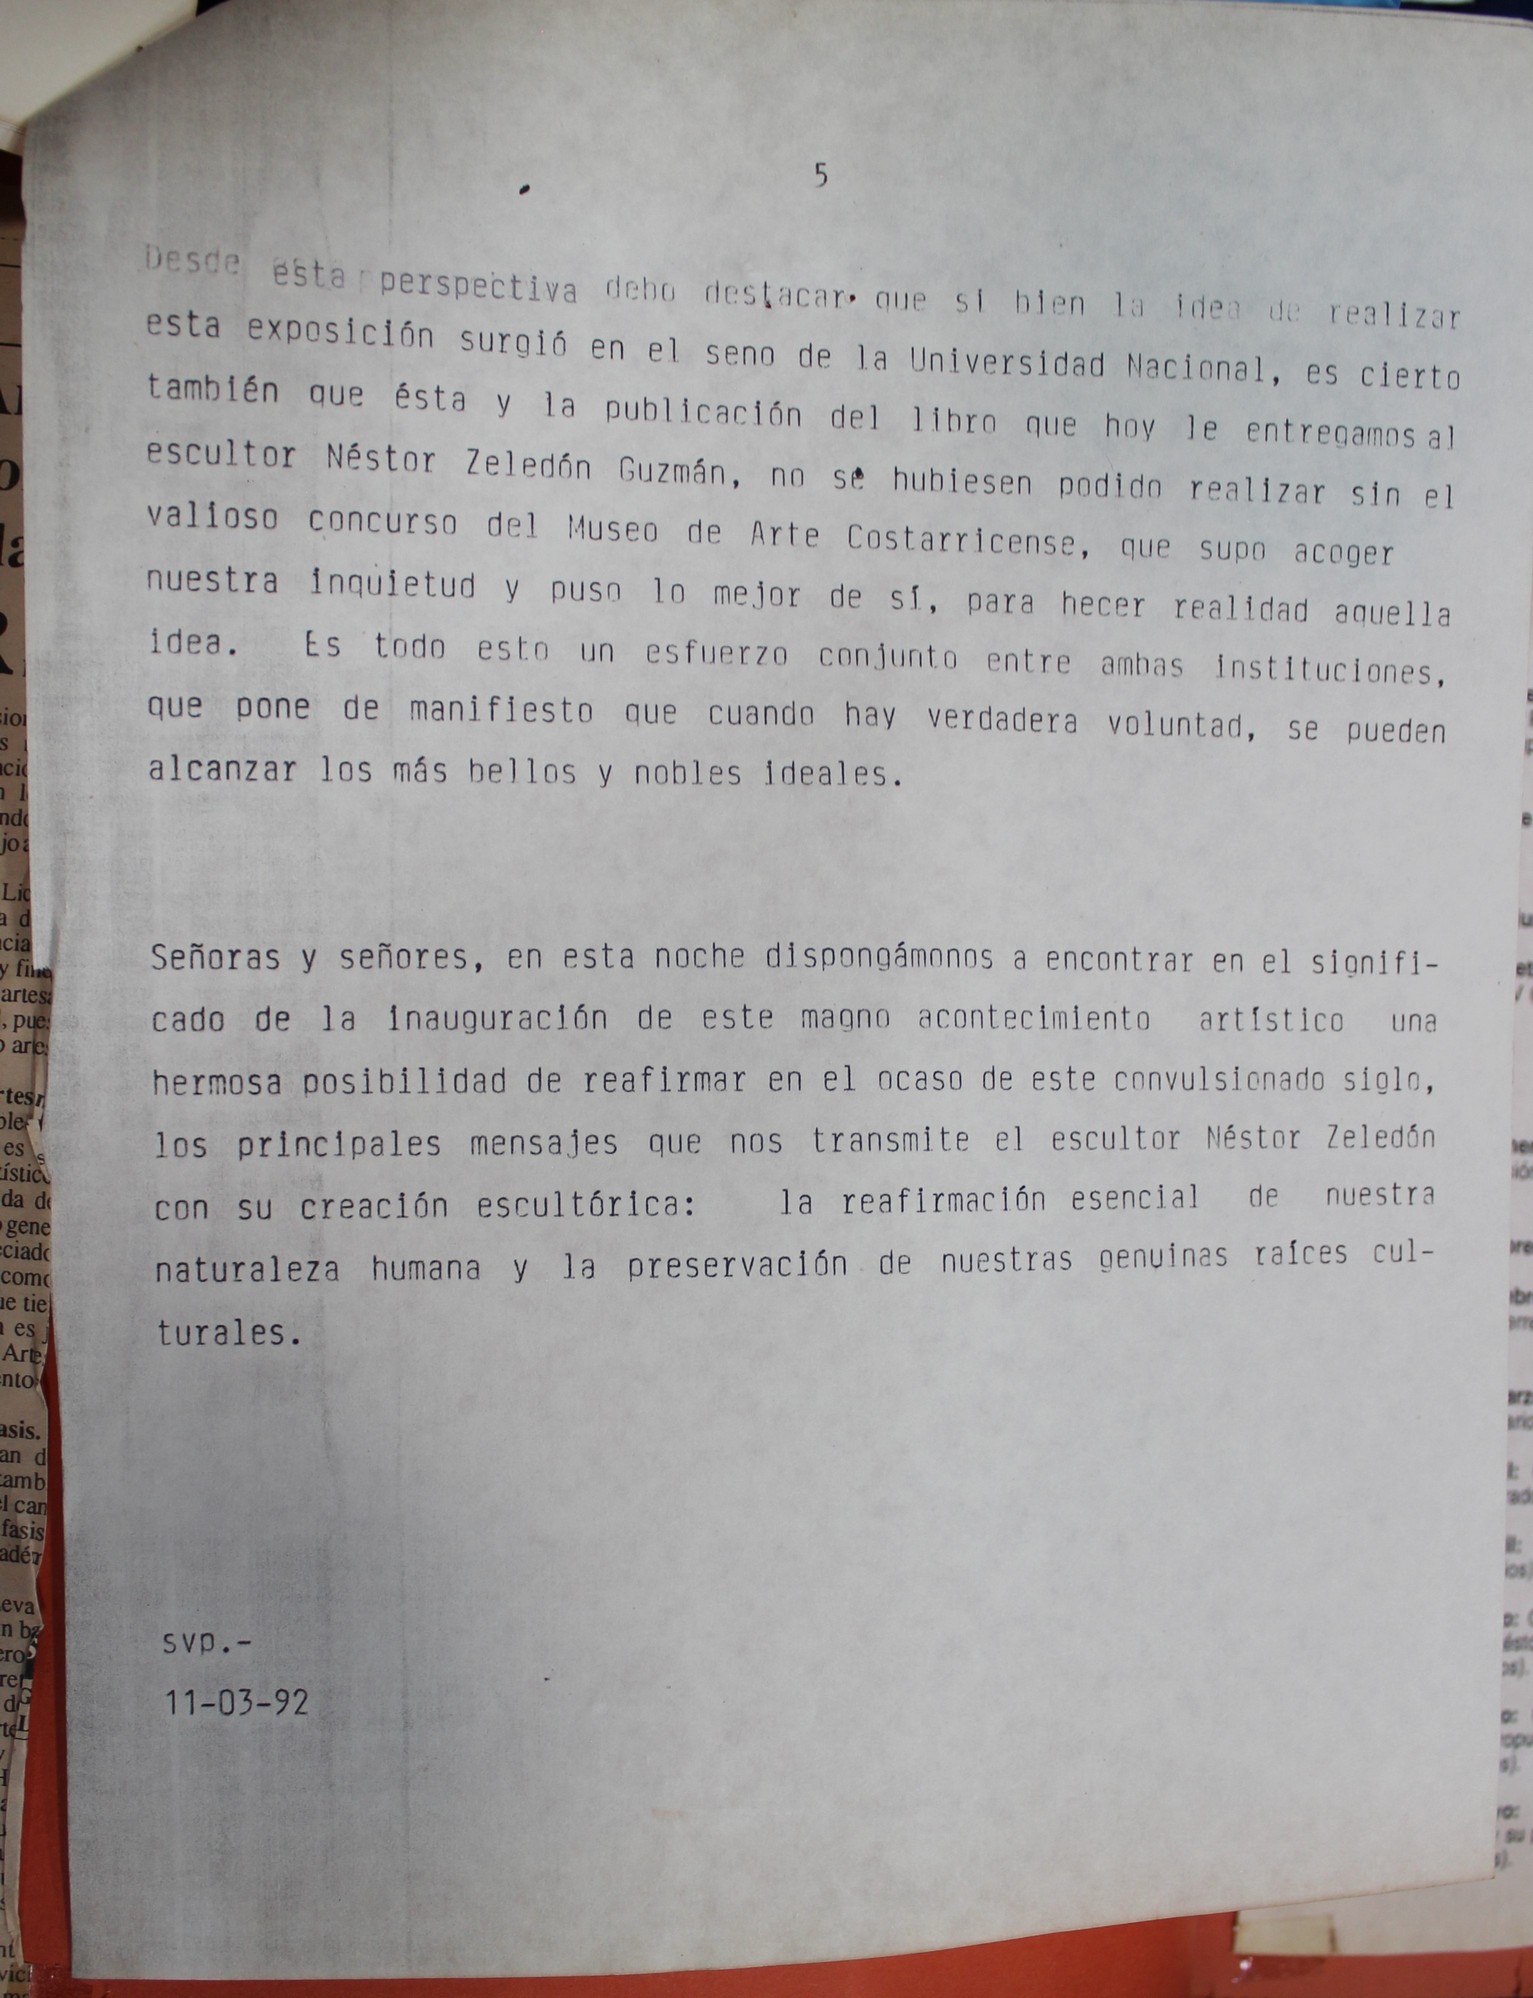 5
Desde esta perspectiva debo destacar que si bien la idea de realizar
esta exposición surgió en el seno de la Universidad Nacional, es cierto
también que ésta y la publicación del libro que hoy le entregamos al
escultor Néstor Zeledón Guzmán, no se hubiesen podido realizar sin el
valioso concurso del Museo de Arte Costarricense, que supo acoger
nuestra inquietud y puso lo mejor de sí, para hecer realidad aquella
idea. Es todo esto un esfuerzo conjunto entre ambas instituciones,
que pone de manifiesto que cuando hay verdadera voluntad, se pueden
alcanzar los más bellos y nobles ideales.
Señoras y señores, en esta noche dispongámonos a encontrar en el signifi-
cado de la inauguración de este magno acontecimiento artístico una
hermosa posibilidad de reafirmar en el ocaso de este convulsionado siglo,
los principales mensajes que nos transmite el escultor Néstor Zeledón
con su creación escultórica: la reafirmación esencial de nuestra
naturaleza humana y la preservación de nuestras genuinas raíces cul-
turales.
svp.-
11-03-92